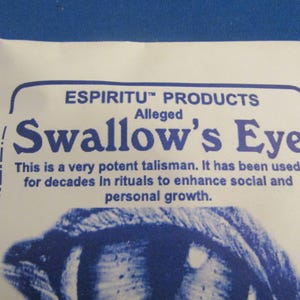 ESPIRITU™ PRODUCTS
Alleged
Swallow's Eye
This is a very potent talisman. It has been used
for decades in rituals to enhance social and
personal growth.